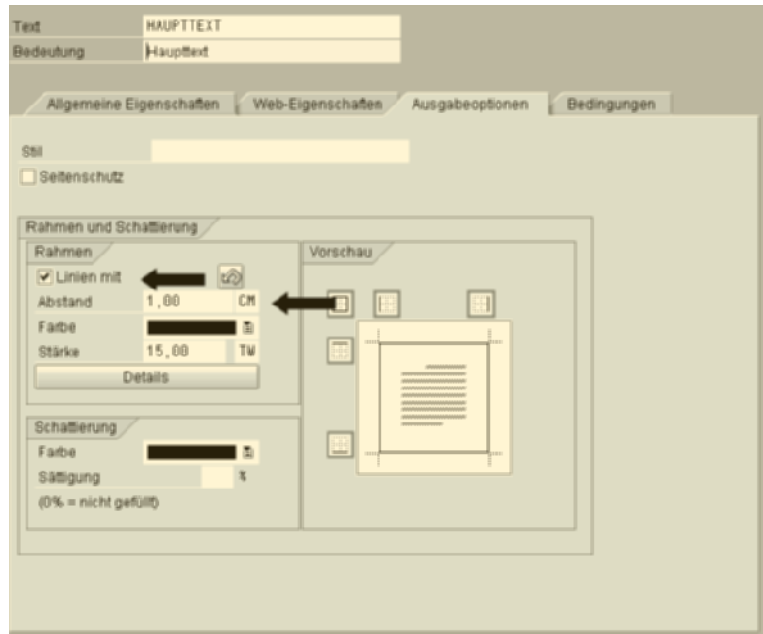 Text HAUPTTEXT
Bedeutung Haupttext
Allgemeine Eigenschaften Web-Eigenschaften Ausgabeoptionen Bedingungen
Stil
Seitenschutz
Rahmen und Schattierung
Rahmen Vorschau
Linien mit
Abstand 1,00 CM
Farbe
Stärke 15,00 TW
Details
Schattierung
Farbe
Sättigung %
(0% = nicht gefüllt)